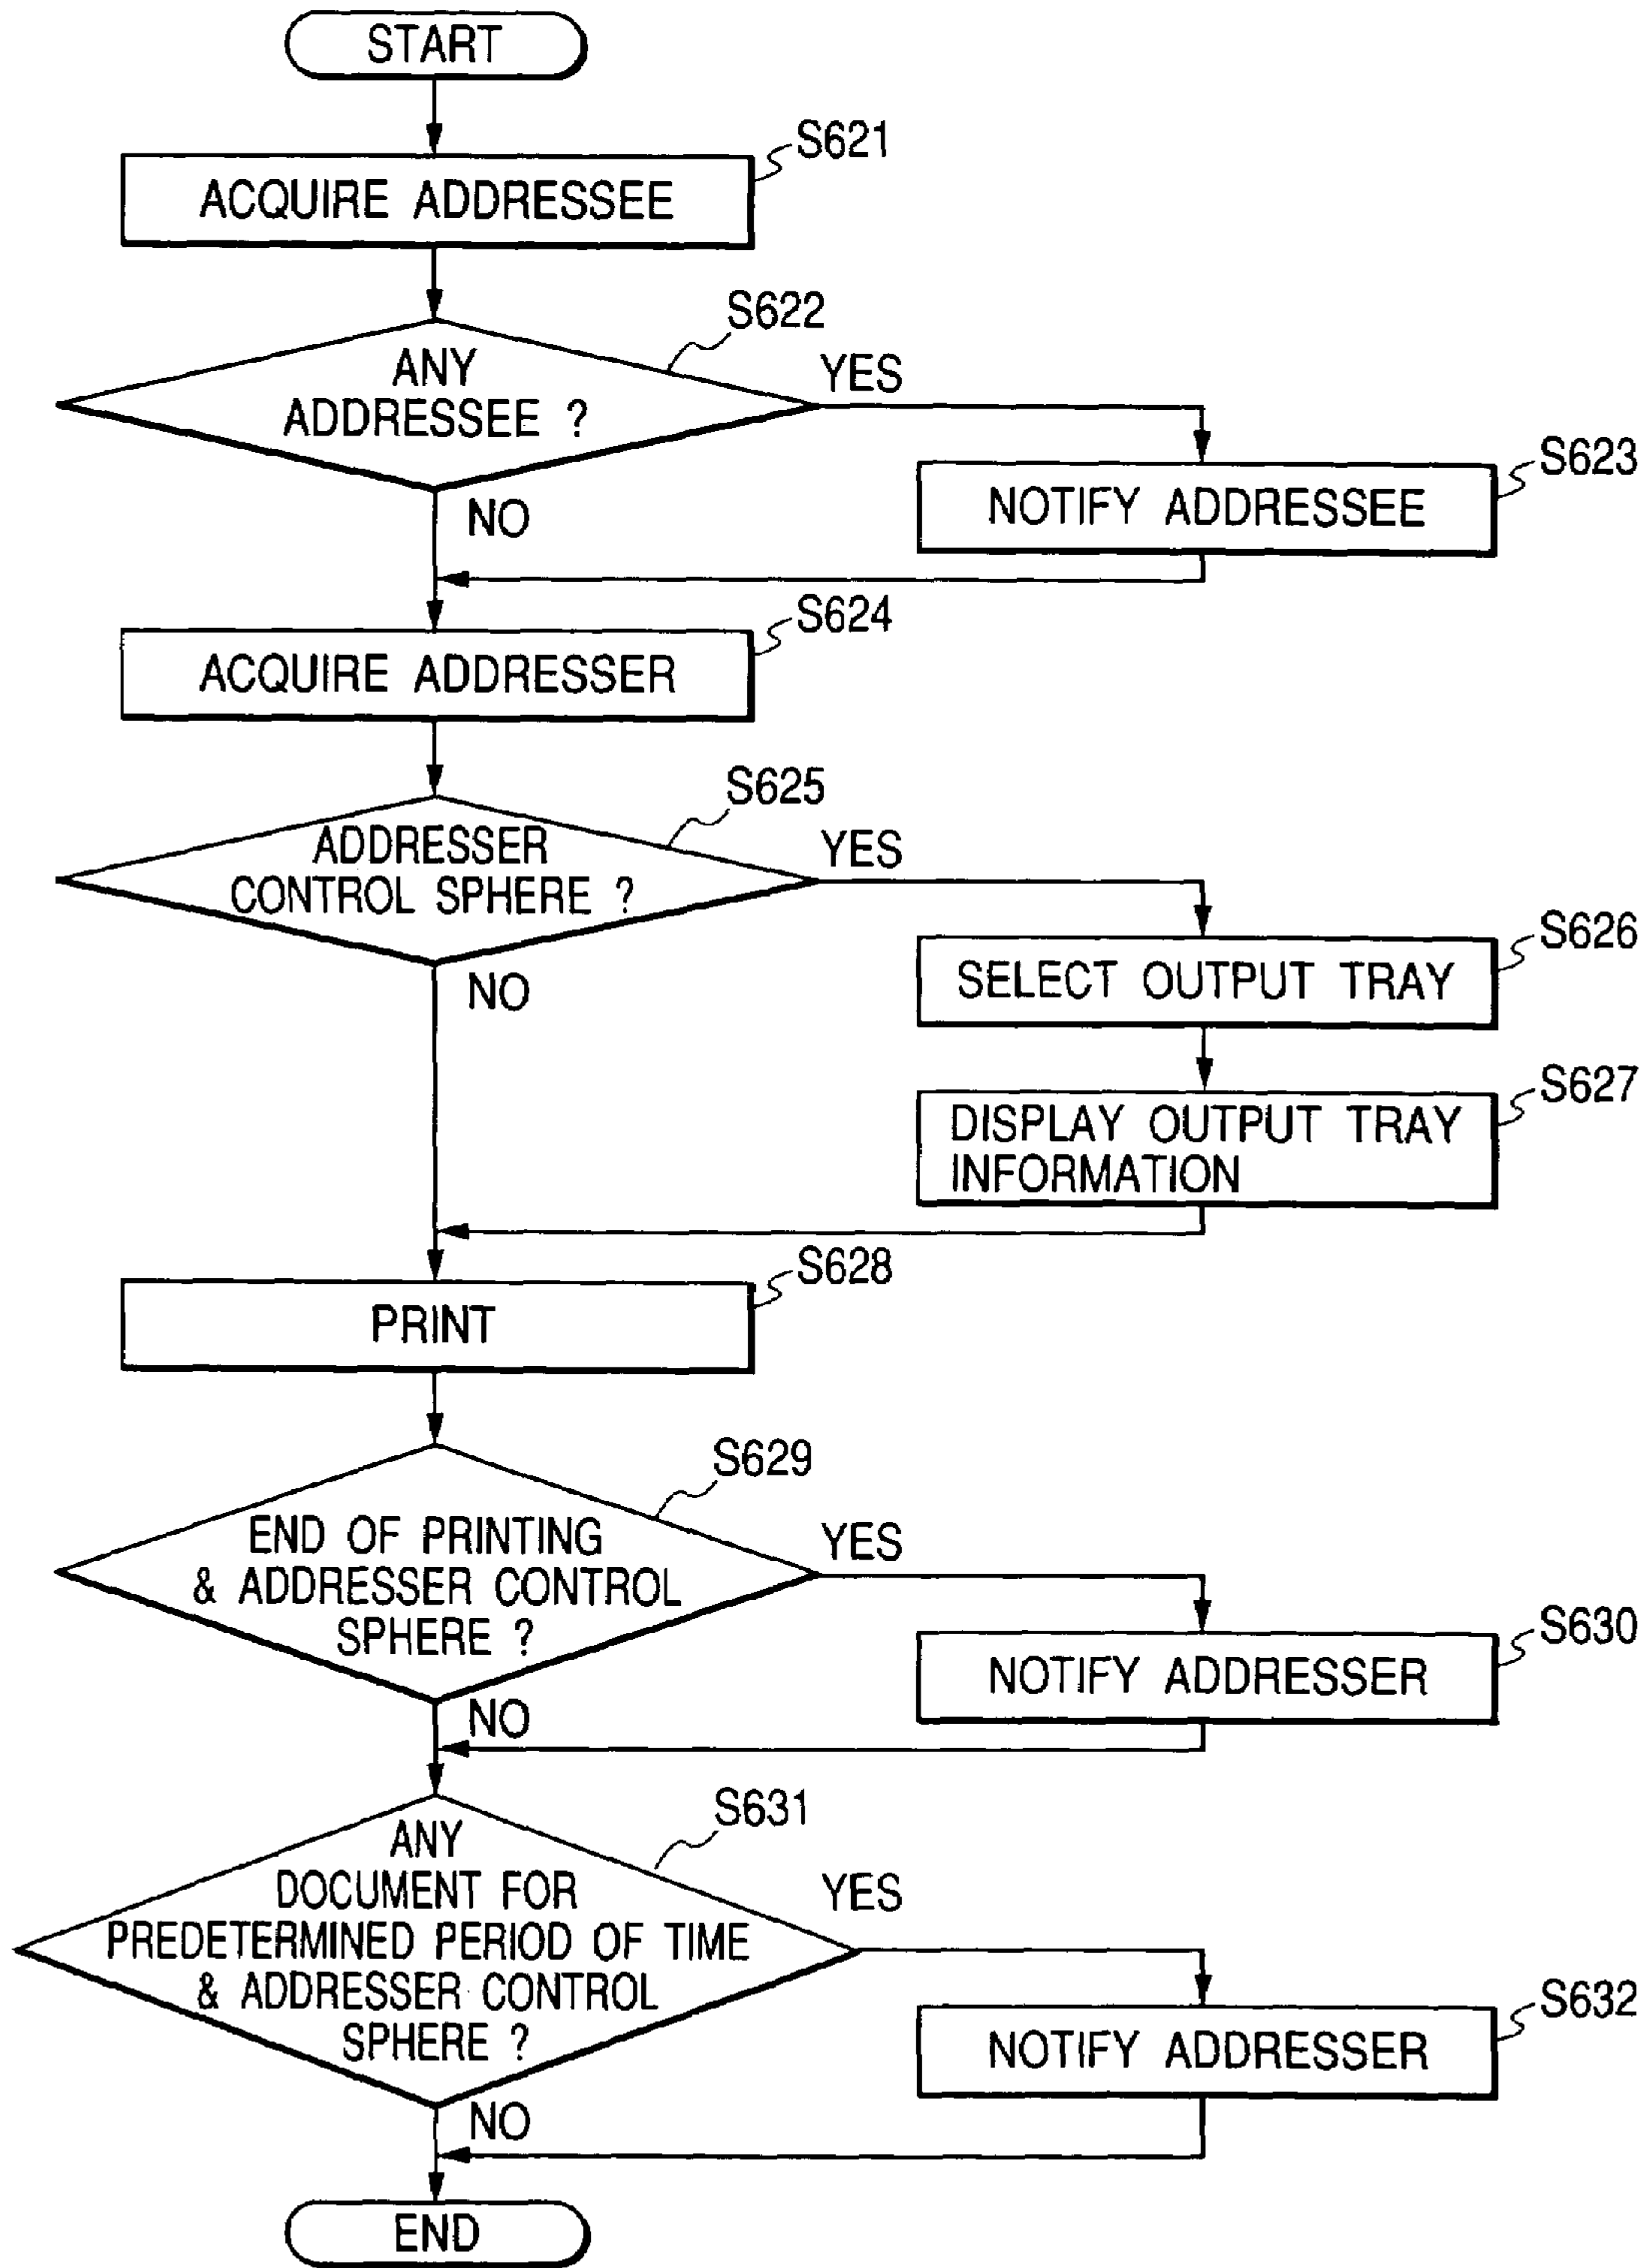 START
S621
ACQUIRE ADDRESSEE
S622
ANY
ADDRESSEE ?
YES
S623
NOTIFY ADDRESSEE
NO
S624
ACQUIRE ADDRESSER
S625
ADDRESSER
CONTROL SPHERE ?
YES
S626
SELECT OUTPUT TRAY
NO
S627
DISPLAY OUTPUT TRAY
INFORMATION
S628
PRINT
S629
END OF PRINTING
& ADDRESSER CONTROL
SPHERE ?
YES
S630
NOTIFY ADDRESSER
NO
S631
ANY
DOCUMENT FOR
PREDETERMINED PERIOD OF TIME
& ADDRESSER CONTROL
SPHERE ?
YES
S632
NOTIFY ADDRESSER
NO
END